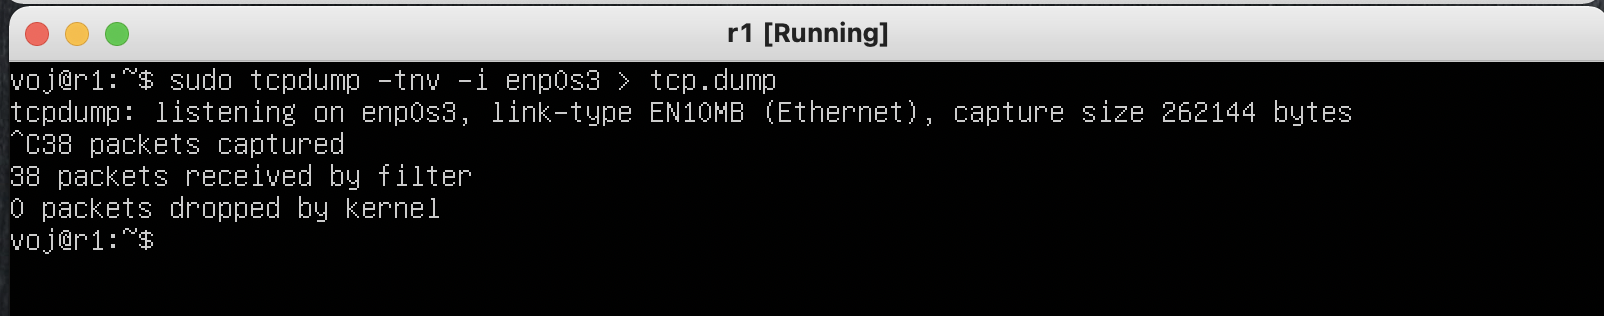 r1 [Running]
voj@r1:~$ sudo tcpdump -tnv -i enp0s3 > tcp.dump
tcpdump: listening on enp0s3, link-type EN10MB (Ethernet), capture size 262144 bytes
^C38 packets captured
38 packets received by filter
0 packets dropped by kernel
voj@r1:~$